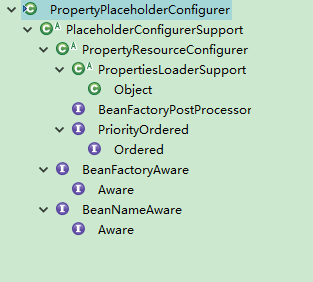 PropertyPlaceholderConfigurer
PlaceholderConfigurerSupport
PropertyResourceConfigurer
PropertiesLoaderSupport
Object
BeanFactoryPostProcessor
PriorityOrdered
Ordered
BeanFactoryAware
Aware
BeanNameAware
Aware